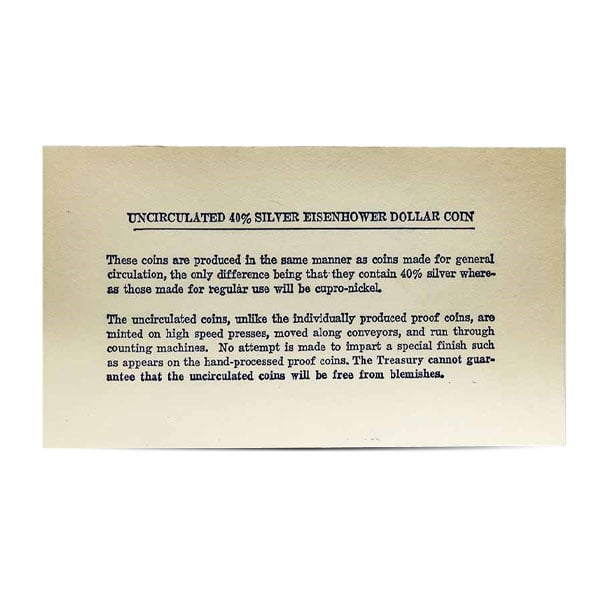 UNCIRCULATED 40% SILVER EISENHOWER DOLLAR COIN
These coins are produced in the same manner as coins made for general
circulation, the only difference being that they contain 40% silver where-
as those made for regular use will be cupro-nickel.
The uncirculated coins, unlike the individually produced proof coins, are
minted on high speed presses, moved along conveyors, and run through
counting machines. No attempt is made to impart a special finish such
as appears on the hand-processed proof coins. The Treasury cannot guar-
antee that the uncirculated coins will be free from blemishes.